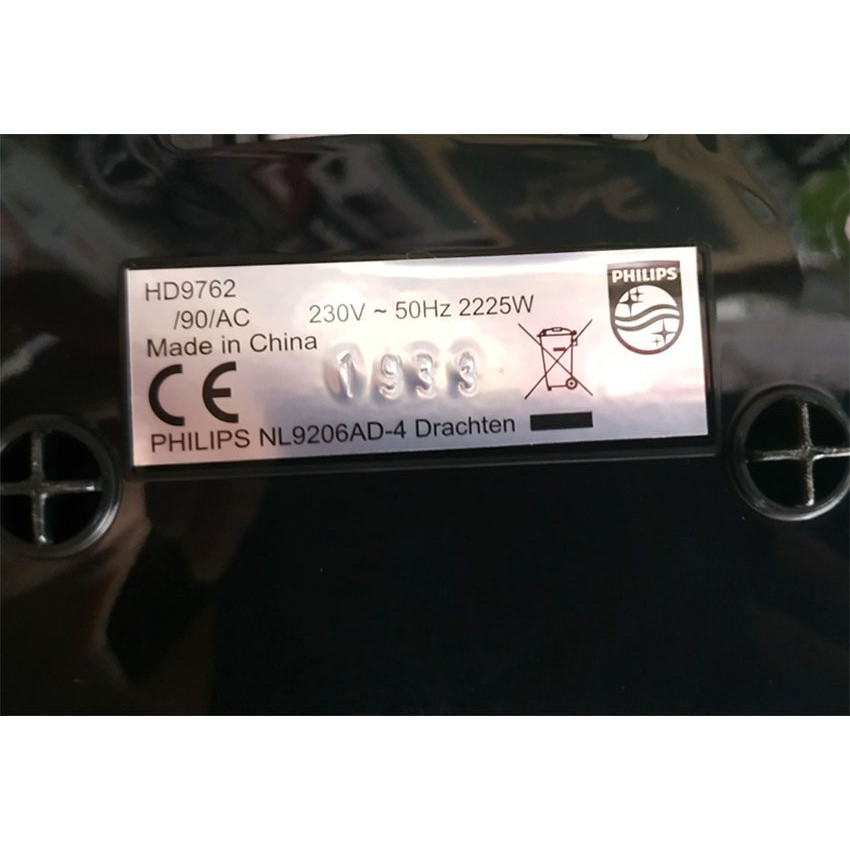 HD9762
/90/AC
230V ~ 50Hz 2225W
Made in China
1933
CE
PHILIPS NL9206AD-4 Drachten
PHILIPS